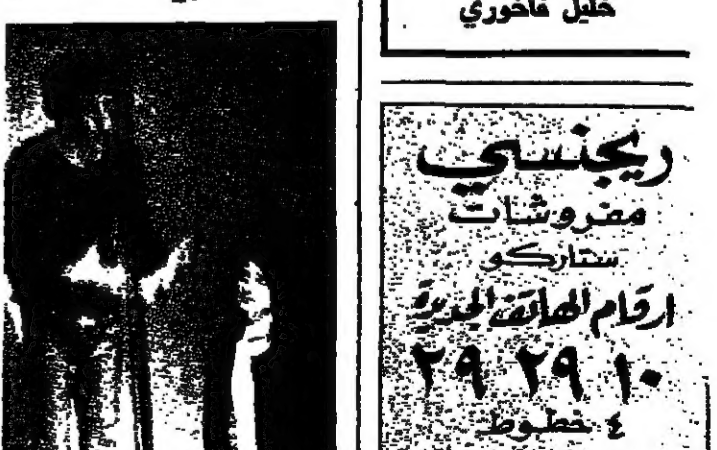 خليل فاخوري
ريجنسي
مفروشات
ستاركو
ارقام الهاتف الجديدة
٢٩ ٢٩ ١٠
٤ خطوط